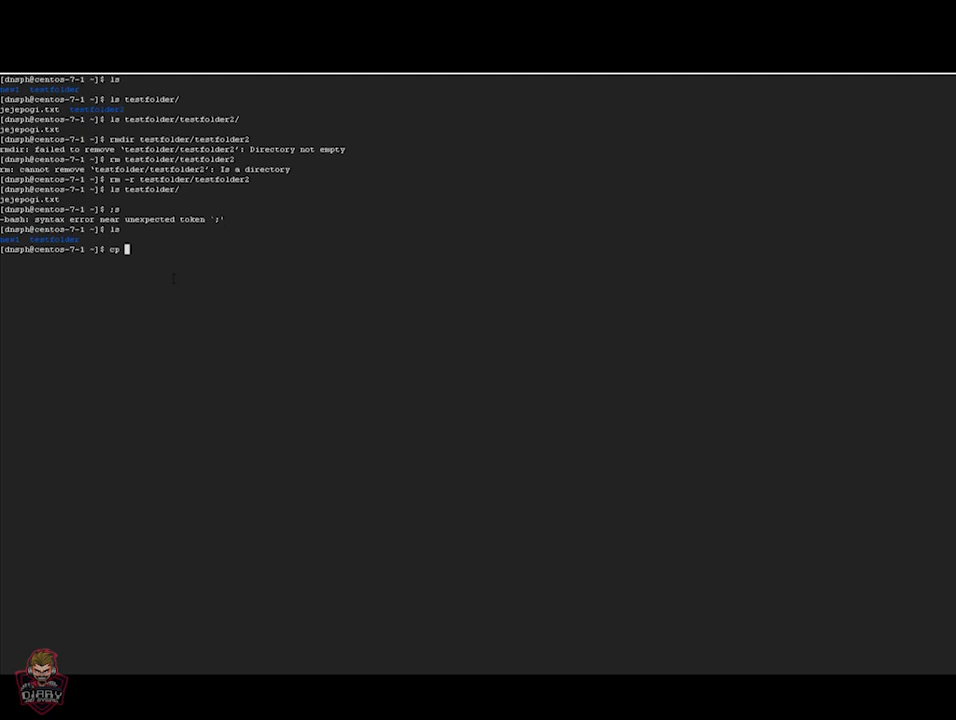 [dnsph@centos-7-1 ~]$ ls
new1  testfolder
[dnsph@centos-7-1 ~]$ ls testfolder/
jejepogi.txt  testfolder2
[dnsph@centos-7-1 ~]$ ls testfolder/testfolder2/
jejepogi.txt
[dnsph@centos-7-1 ~]$ rmdir testfolder/testfolder2
rmdir: failed to remove ‘testfolder/testfolder2’: Directory not empty
[dnsph@centos-7-1 ~]$ rm testfolder/testfolder2
rm: cannot remove ‘testfolder/testfolder2’: Is a directory
[dnsph@centos-7-1 ~]$ rm -r testfolder/testfolder2
[dnsph@centos-7-1 ~]$ ls testfolder/
jejepogi.txt
[dnsph@centos-7-1 ~]$ ;s
-bash: syntax error near unexpected token `;'
[dnsph@centos-7-1 ~]$ ls
new1  testfolder
[dnsph@centos-7-1 ~]$ cp